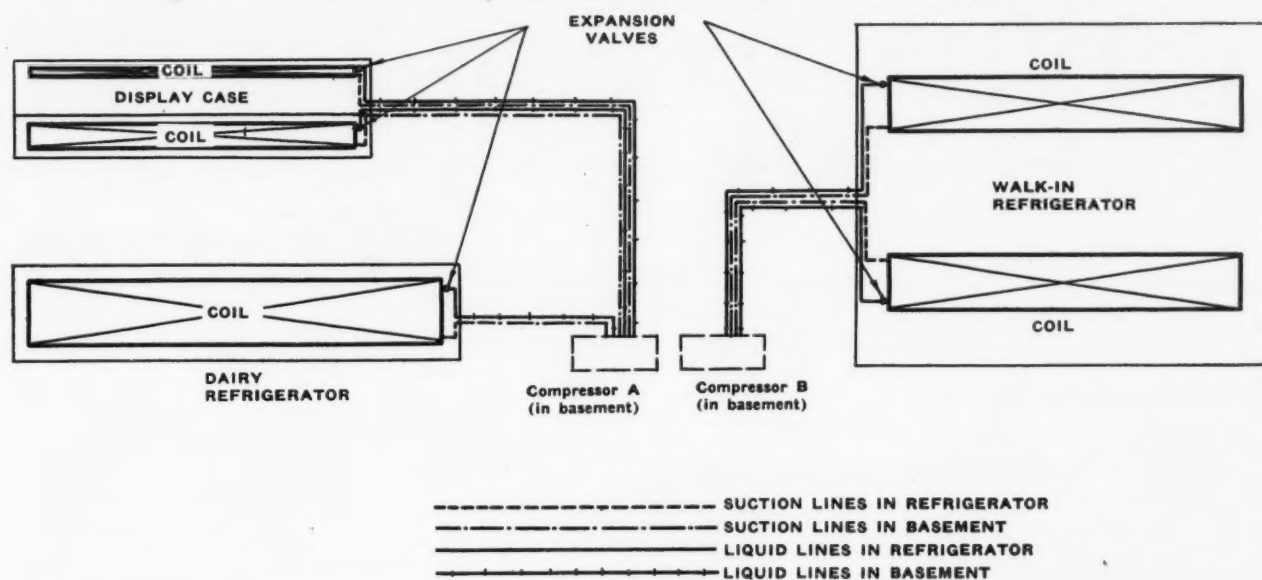 EXPANSION
VALVES
COIL
DISPLAY CASE
COIL
COIL
WALK-IN
REFRIGERATOR
COIL
COIL
DAIRY
REFRIGERATOR
Compressor A
(in basement)
Compressor B
(in basement)
SUCTION LINES IN REFRIGERATOR
SUCTION LINES IN BASEMENT
LIQUID LINES IN REFRIGERATOR
LIQUID LINES IN BASEMENT